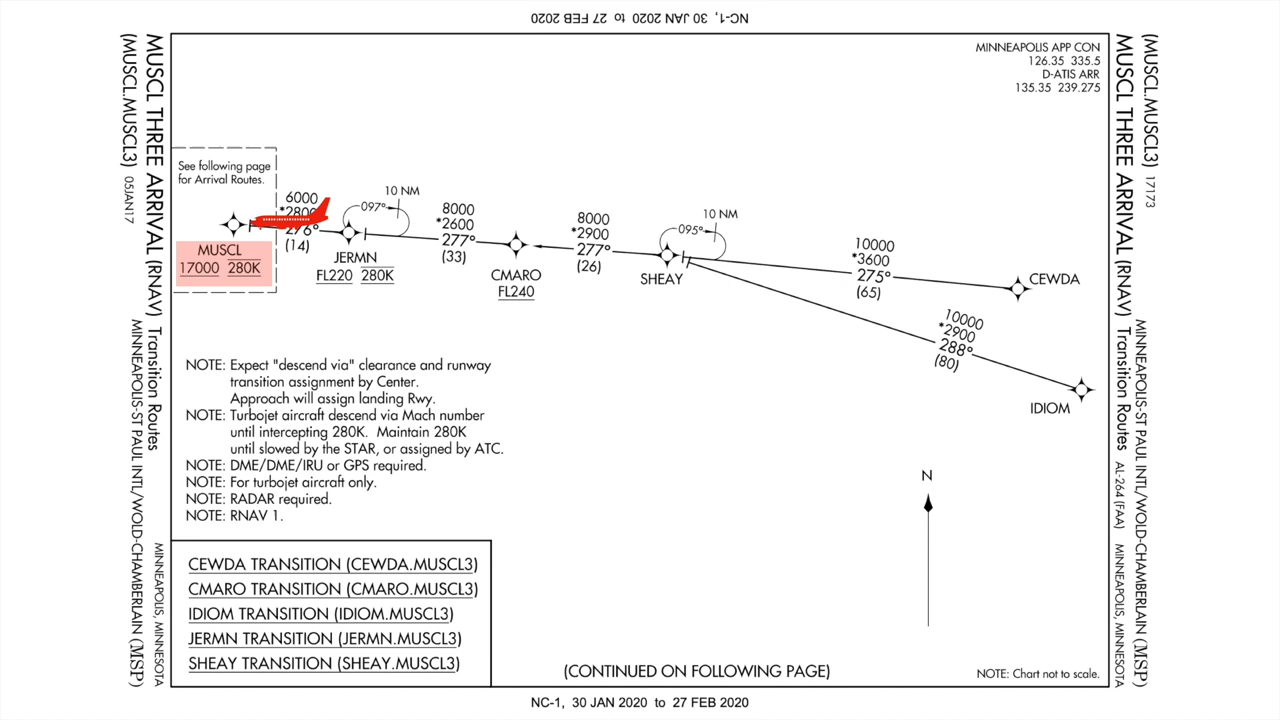 NC-1, 30 JAN 2020 to 27 FEB 2020
(MUSCL.MUSCL3) 05JAN17
MUSCL THREE ARRIVAL (RNAV) Transition Routes
MINNEAPOLIS-ST PAUL INTL/WOLD-CHAMBERLAIN (MSP)
MINNEAPOLIS, MINNESOTA
MINNEAPOLIS APP CON
126.35 335.5
D-ATIS ARR
135.35 239.275
See following page
for Arrival Routes.
MUSCL
17000 280K
6000
*2800
276°
(14)
097°
10 NM
JERMN
FL220 280K
8000
*2600
277°
(33)
CMARO
FL240
8000
*2900
277°
(26)
095°
10 NM
SHEAY
10000
*3600
275°
(65)
CEWDA
10000
*2900
288°
(80)
IDIOM
NOTE: Expect "descend via" clearance and runway
transition assignment by Center.
Approach will assign landing Rwy.
NOTE: Turbojet aircraft descend via Mach number
until intercepting 280K. Maintain 280K
until slowed by the STAR, or assigned by ATC.
NOTE: DME/DME/IRU or GPS required.
NOTE: For turbojet aircraft only.
NOTE: RADAR required.
NOTE: RNAV 1.
N
CEWDA TRANSITION (CEWDA.MUSCL3)
CMARO TRANSITION (CMARO.MUSCL3)
IDIOM TRANSITION (IDIOM.MUSCL3)
JERMN TRANSITION (JERMN.MUSCL3)
SHEAY TRANSITION (SHEAY.MUSCL3)
(CONTINUED ON FOLLOWING PAGE)
NOTE: Chart not to scale.
(MUSCL.MUSCL3) 17173
MUSCL THREE ARRIVAL (RNAV) Transition Routes AL-264 (FAA)
MINNEAPOLIS-ST PAUL INTL/WOLD-CHAMBERLAIN (MSP)
MINNEAPOLIS, MINNESOTA
NC-1, 30 JAN 2020 to 27 FEB 2020